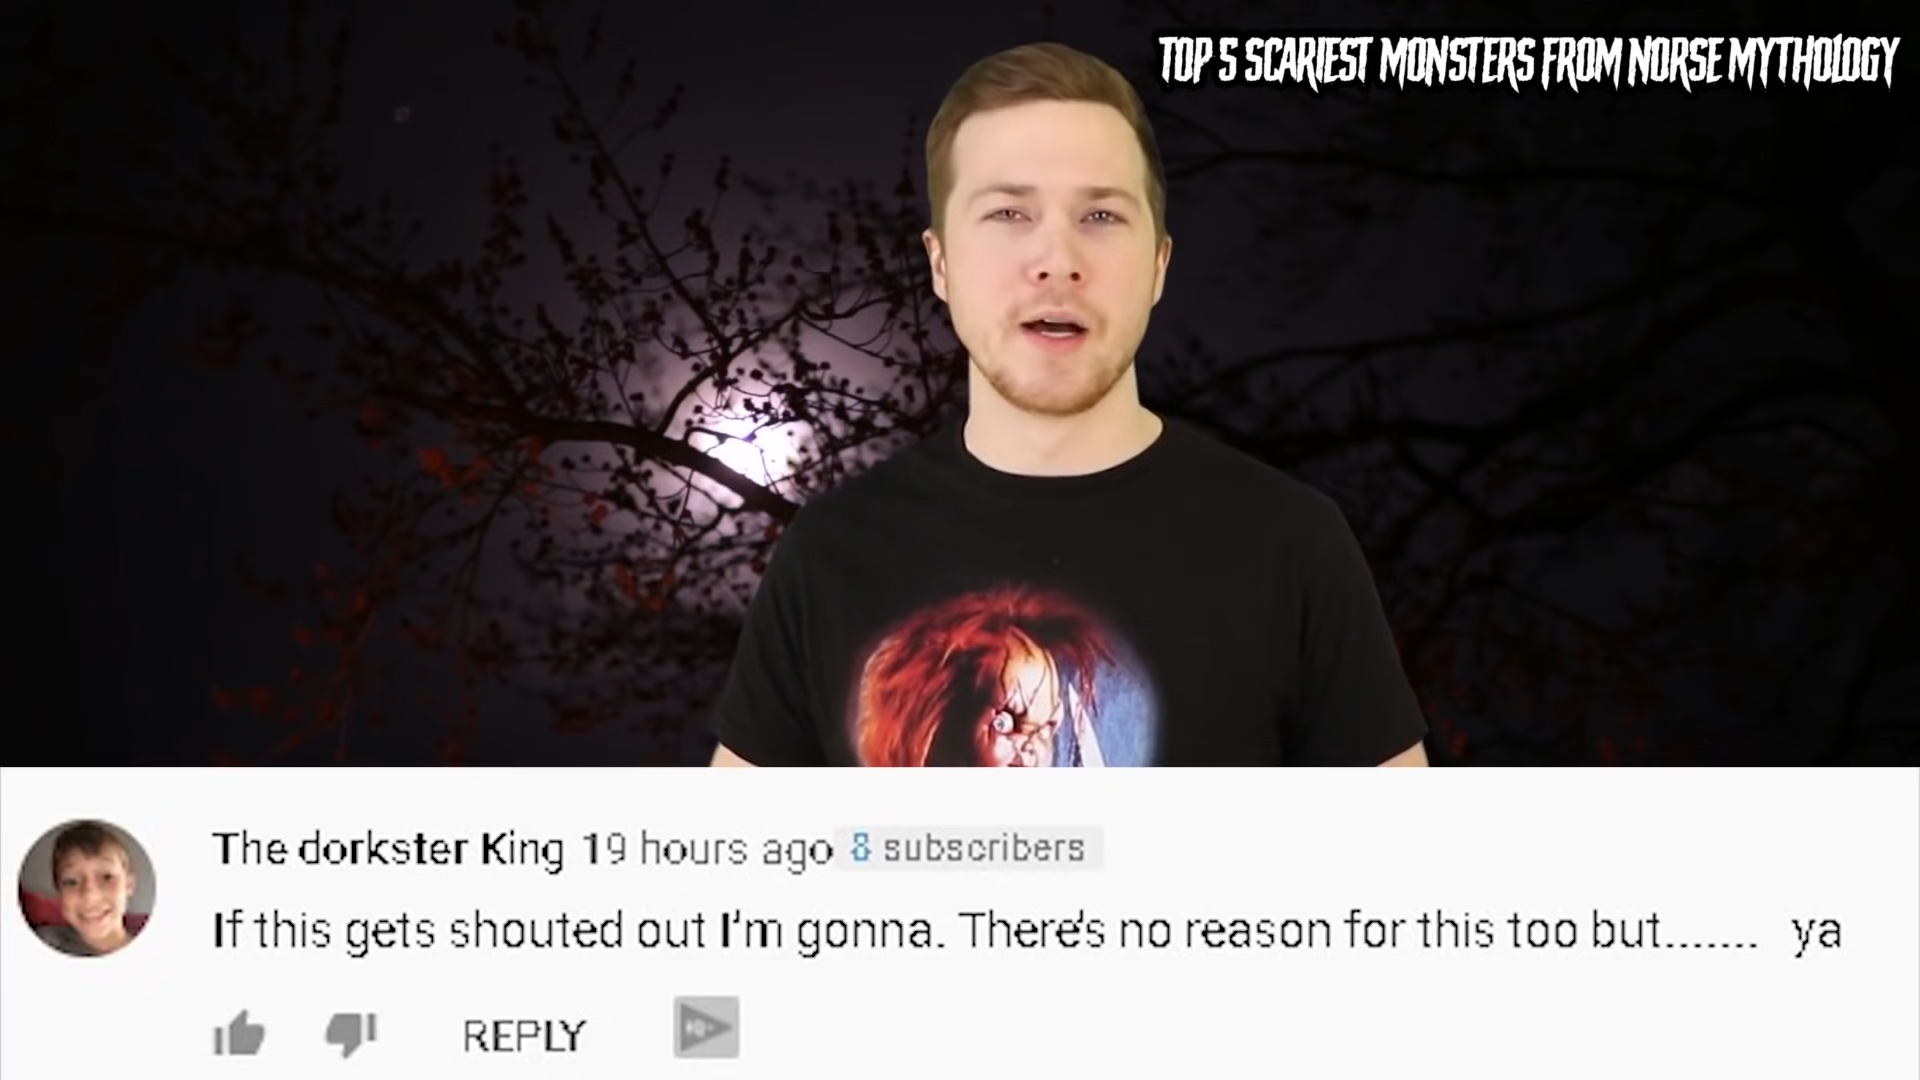 TOP 5 SCARIEST MONSTERS FROM NORSE MYTHOLOGY
The dorkster King 19 hours ago 8 subscribers
If this gets shouted out I'm gonna. There's no reason for this too but....... ya
REPLY